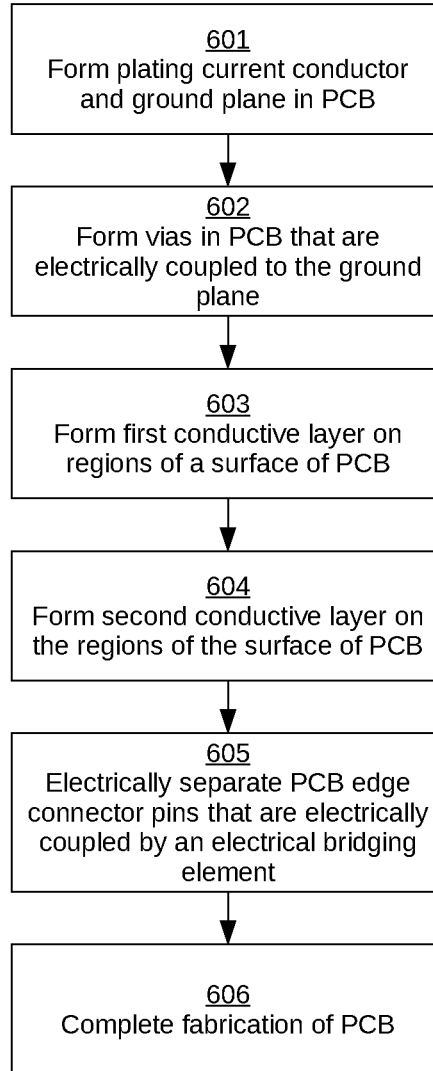 601
Form plating current conductor
and ground plane in PCB
602
Form vias in PCB that are
electrically coupled to the ground
plane
603
Form first conductive layer on
regions of a surface of PCB
604
Form second conductive layer on
the regions of the surface of PCB
605
Electrically separate PCB edge
connector pins that are electrically
coupled by an electrical bridging
element
606
Complete fabrication of PCB